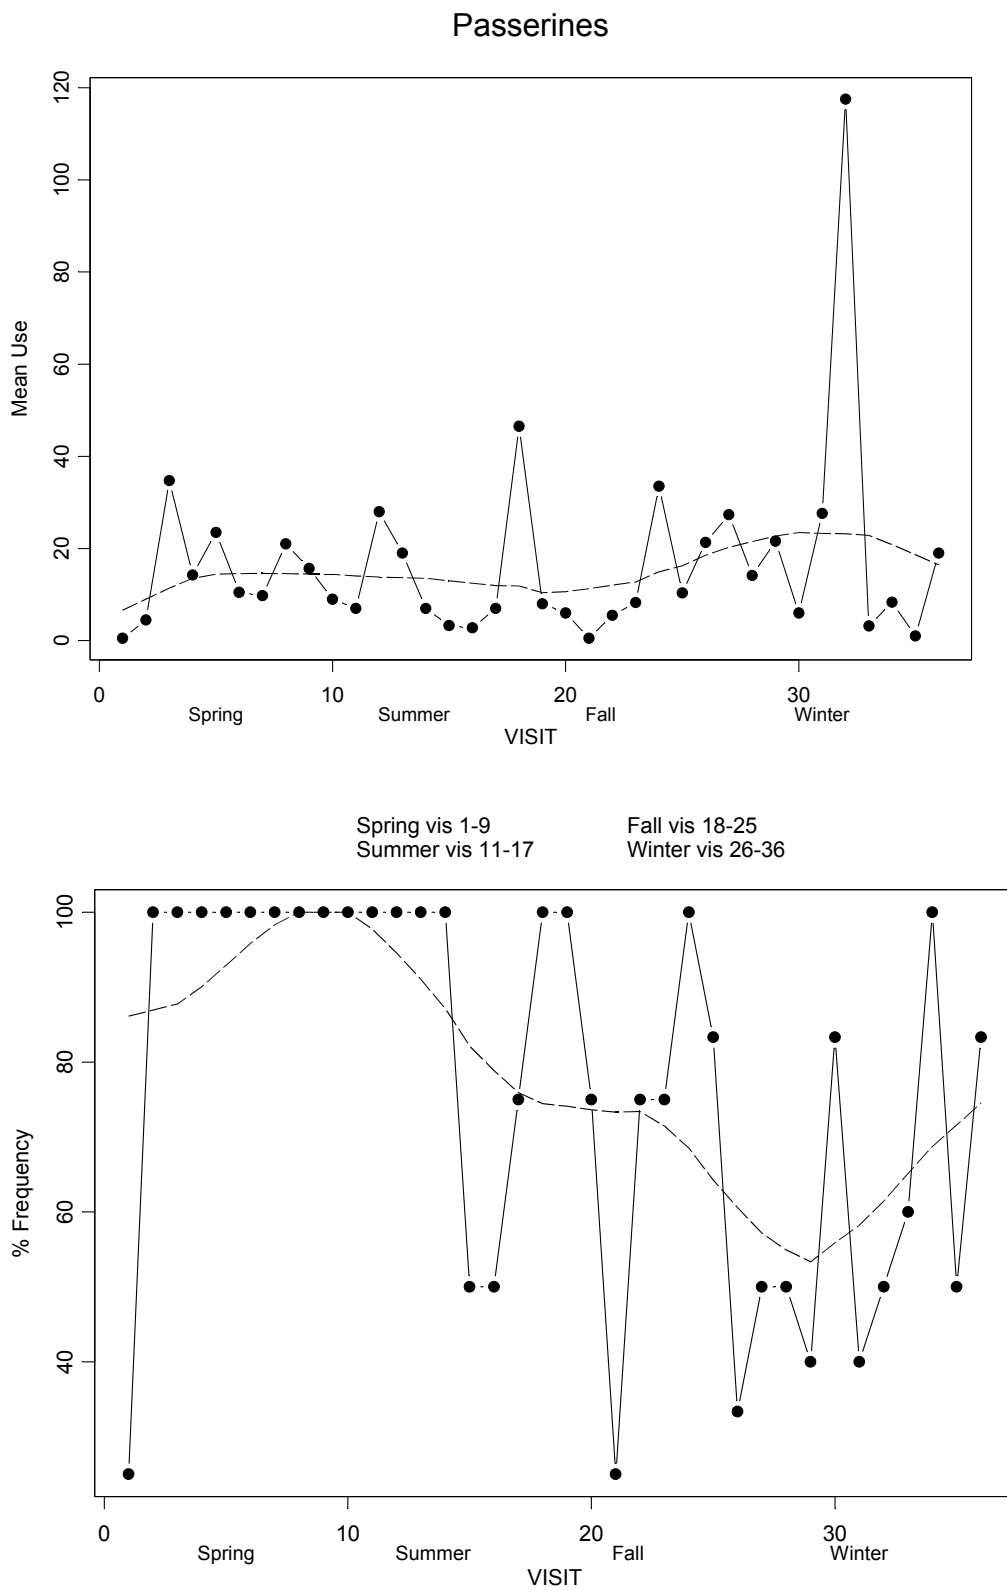 Passerines
120
100
80
60
40
20
0
Mean Use
0 10 20 30
Spring Summer Fall Winter
VISIT
Spring vis 1-9 Fall vis 18-25
Summer vis 11-17 Winter vis 26-36
100
80
60
40
% Frequency
0 10 20 30
Spring Summer Fall Winter
VISIT